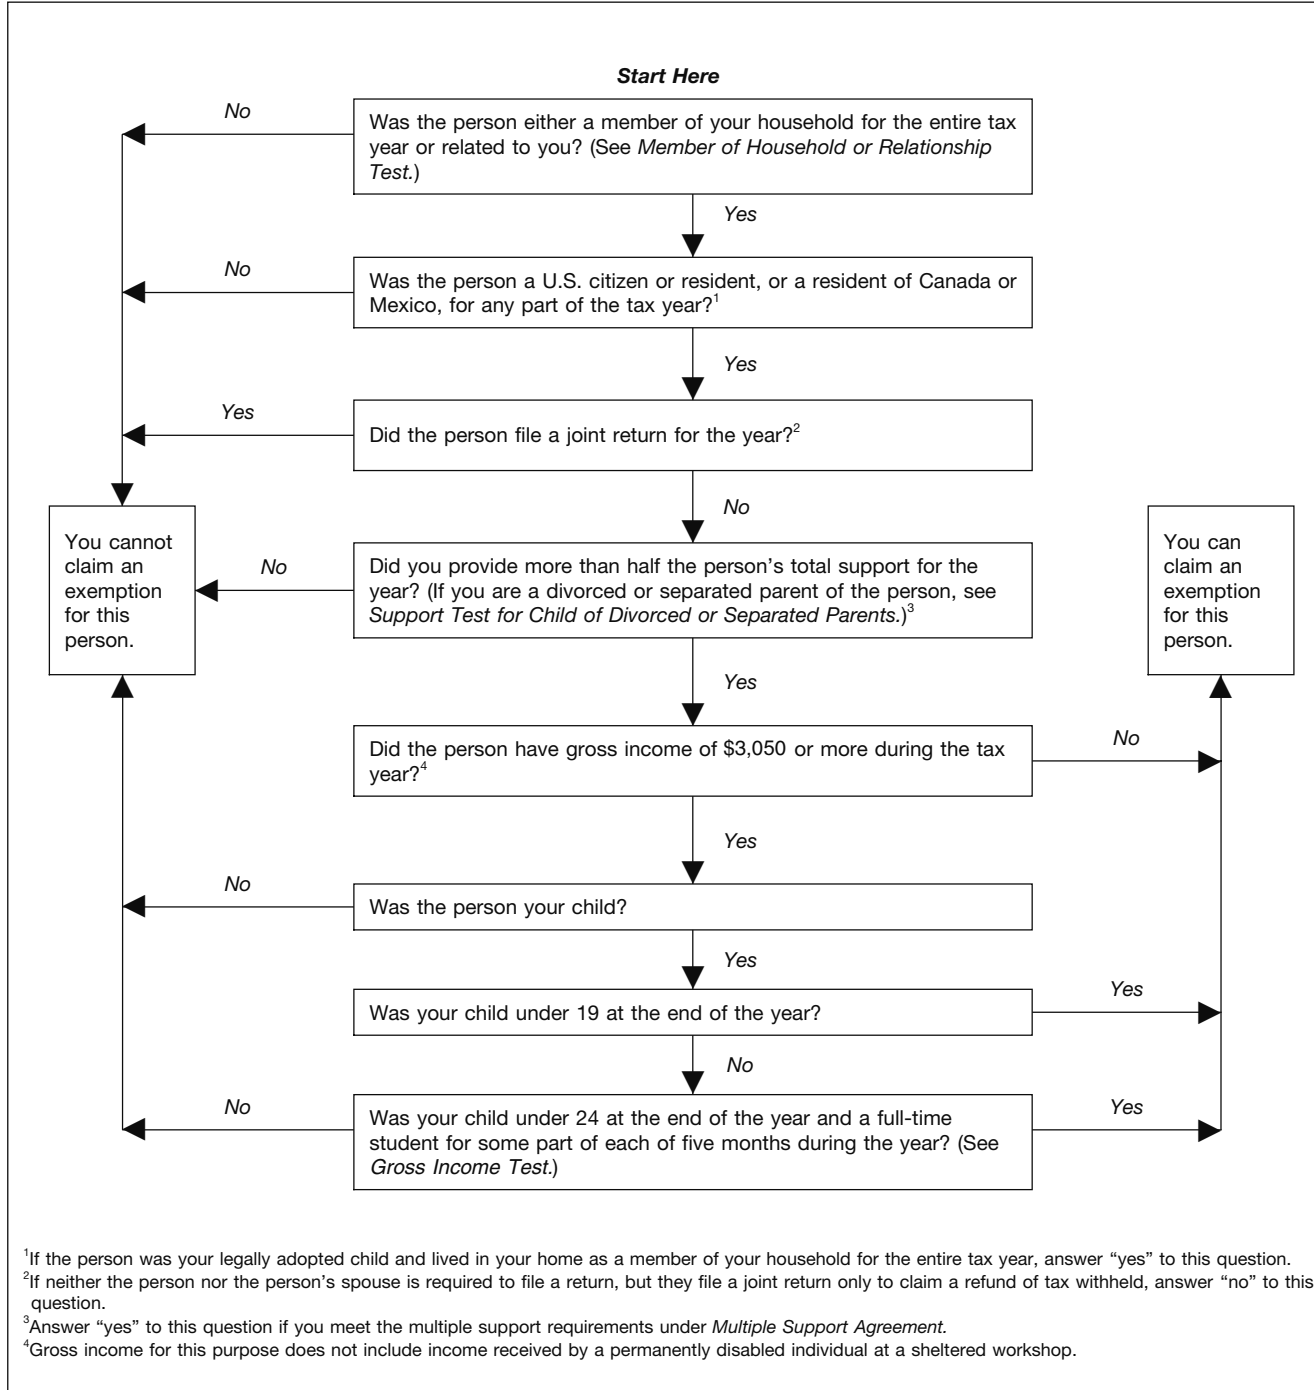 Start Here
No
Was the person either a member of your household for the entire tax
year or related to you? (See Member of Household or Relationship
Test.)
Yes
No
Was the person a U.S. citizen or resident, or a resident of Canada or
Mexico, for any part of the tax year?1
Yes
Yes
Did the person file a joint return for the year?2
No
You cannot
claim an
exemption
for this
person.
No
Did you provide more than half the person's total support for the
year? (If you are a divorced or separated parent of the person, see
Support Test for Child of Divorced or Separated Parents.)3
You can
claim an
exemption
for this
person.
Yes
Did the person have gross income of $3,050 or more during the tax
year?4
No
Yes
No
Was the person your child?
Yes
Was your child under 19 at the end of the year?
Yes
No
No
Was your child under 24 at the end of the year and a full-time
student for some part of each of five months during the year? (See
Gross Income Test.)
Yes
1If the person was your legally adopted child and lived in your home as a member of your household for the entire tax year, answer “yes” to this question.
2If neither the person nor the person's spouse is required to file a return, but they file a joint return only to claim a refund of tax withheld, answer “no” to this
question.
3Answer “yes” to this question if you meet the multiple support requirements under Multiple Support Agreement.
4Gross income for this purpose does not include income received by a permanently disabled individual at a sheltered workshop.